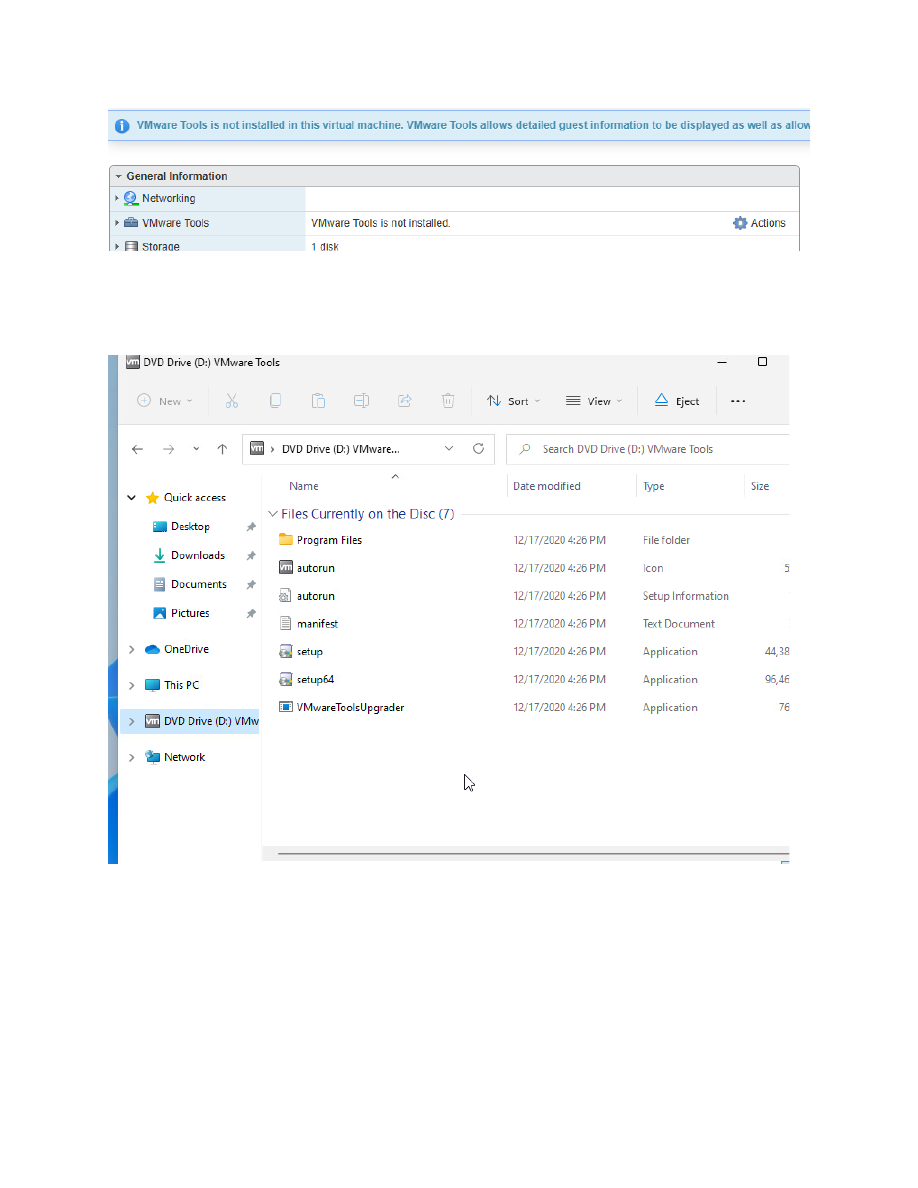 VMware Tools is not installed in this virtual machine. VMware Tools allows detailed guest information to be displayed as well as allow
General Information
Networking
VMware Tools VMware Tools is not installed. Actions
Storage 1 disk
vm DVD Drive (D:) VMware Tools
New Sort View Eject
vm DVD Drive (D:) VMware... Search DVD Drive (D:) VMware Tools
Name Date modified Type Size
Quick access
Files Currently on the Disc (7)
Desktop
Program Files 12/17/2020 4:26 PM File folder
Downloads
vm autorun 12/17/2020 4:26 PM Icon 5
Documents
autorun 12/17/2020 4:26 PM Setup Information
Pictures
manifest 12/17/2020 4:26 PM Text Document
OneDrive
setup 12/17/2020 4:26 PM Application 44,38
This PC
setup64 12/17/2020 4:26 PM Application 96,46
VMwareToolsUpgrader 12/17/2020 4:26 PM Application 76
vm DVD Drive (D:) VMw
Network